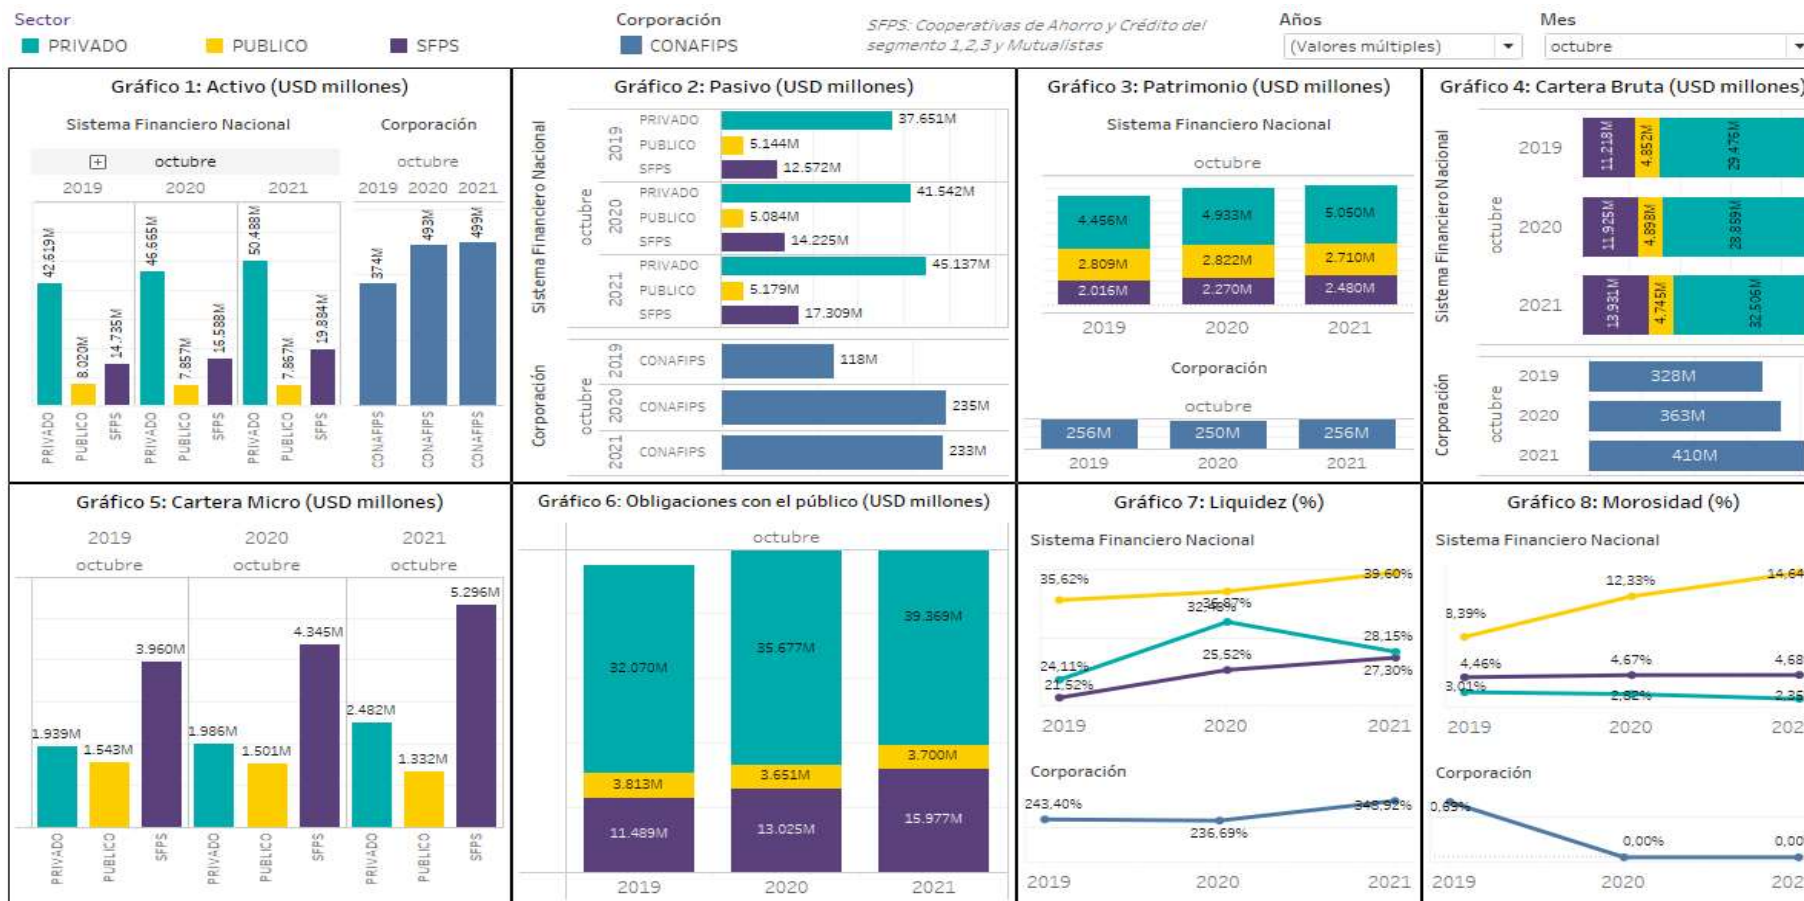 Sector
PRIVADO
PUBLICO
SFPS
Corporación
CONAFIPS
SFPS: Cooperativas de Ahorro y Crédito del
segmento 1,2,3 y Mutualistas
Años
(Valores múltiples)
Mes
octubre
Gráfico 1: Activo (USD millones)
Sistema Financiero Nacional
Corporación
octubre
octubre
2019 2020 2021
2019 2020 2021
42.619M
8.020M
14.735M
46.665M
7.857M
16.588M
50.488M
7.867M
19.884M
374M
493M
499M
PRIVADO
PUBLICO
SFPS
PRIVADO
PUBLICO
SFPS
PRIVADO
PUBLICO
SFPS
CONAFIPS
CONAFIPS
CONAFIPS
Gráfico 2: Pasivo (USD millones)
Sistema Financiero Nacional
octubre
2019
PRIVADO 37.651M
PUBLICO 5.144M
SFPS 12.572M
2020
PRIVADO 41.542M
PUBLICO 5.084M
SFPS 14.225M
2021
PRIVADO 45.137M
PUBLICO 5.179M
SFPS 17.309M
Corporación
octubre
2019 CONAFIPS 118M
2020 CONAFIPS 235M
2021 CONAFIPS 233M
Gráfico 3: Patrimonio (USD millones)
Sistema Financiero Nacional
octubre
4.456M 4.933M 5.050M
2.809M 2.822M 2.710M
2.016M 2.270M 2.480M
2019 2020 2021
Corporación
octubre
256M 250M 256M
2019 2020 2021
Gráfico 4: Cartera Bruta (USD millones)
Sistema Financiero Nacional
octubre
2019 11.218M 4.852M 29.476M
2020 11.925M 4.898M 28.859M
2021 13.931M 4.745M 32.506M
Corporación
octubre
2019 328M
2020 363M
2021 410M
Gráfico 5: Cartera Micro (USD millones)
2019 2020 2021
octubre octubre octubre
1.939M
1.543M
3.960M
1.986M
1.501M
4.345M
2.482M
1.332M
5.296M
PRIVADO
PUBLICO
SFPS
PRIVADO
PUBLICO
SFPS
PRIVADO
PUBLICO
SFPS
Gráfico 6: Obligaciones con el público (USD millones)
octubre
32.070M 35.677M 39.369M
3.813M 3.651M 3.700M
11.489M 13.025M 15.977M
2019 2020 2021
Gráfico 7: Liquidez (%)
Sistema Financiero Nacional
35,62% 39,60%
24,11% 28,15%
21,52% 25,52% 27,30%
2019 2020 2021
Corporación
243,40% 236,69%
2019 2020 2021
Gráfico 8: Morosidad (%)
Sistema Financiero Nacional
8,39% 12,33% 14,64
4,46% 4,67% 4,68
3,01% 2,82% 2,35
2019 2020 202
Corporación
0,69% 0,00% 0,00
2019 2020 202